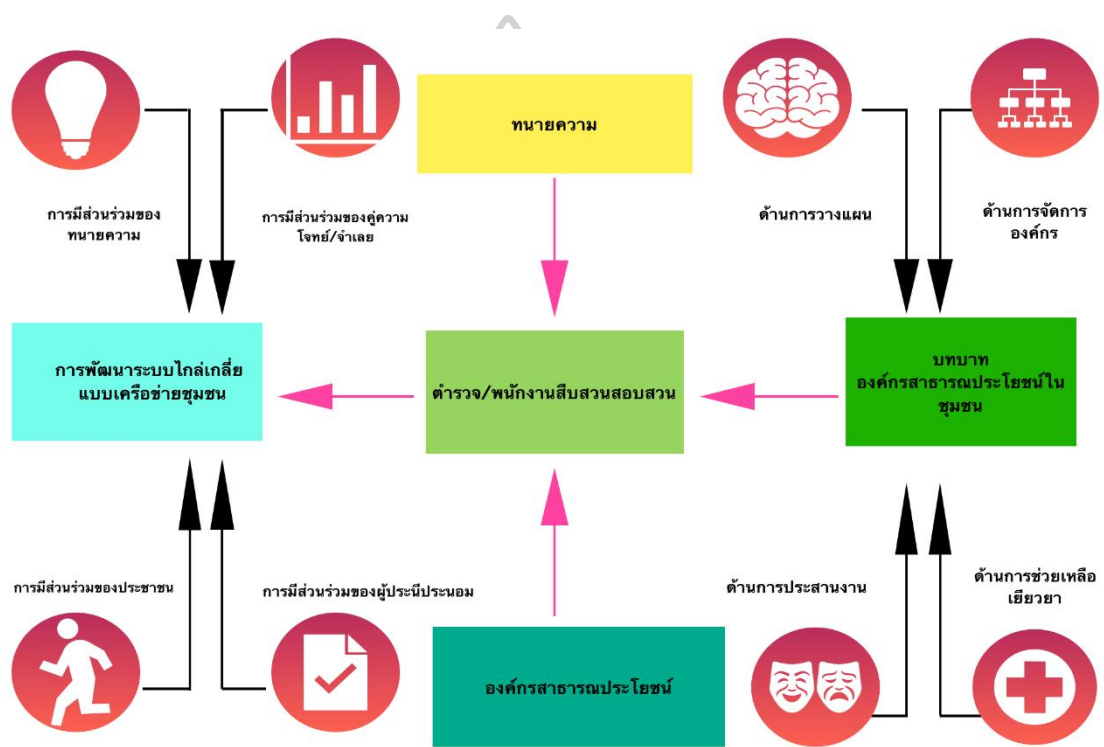 ทนายความ
การมีส่วนร่วมของ
ทนายความ
การมีส่วนร่วมของคู่ความ
โจทย์/จำเลย
ด้านการวางแผน
ด้านการจัดการ
องค์กร
การพัฒนาระบบไกล่เกลี่ย
แบบเครือข่ายชุมชน
ตำรวจ/พนักงานสืบสวนสอบสวน
บทบาท
องค์กรสาธารณประโยชน์ใน
ชุมชน
การมีส่วนร่วมของประชาชน
การมีส่วนร่วมของผู้ประนีประนอม
ด้านการประสานงาน
ด้านการช่วยเหลือ
เยียวยา
องค์กรสาธารณประโยชน์